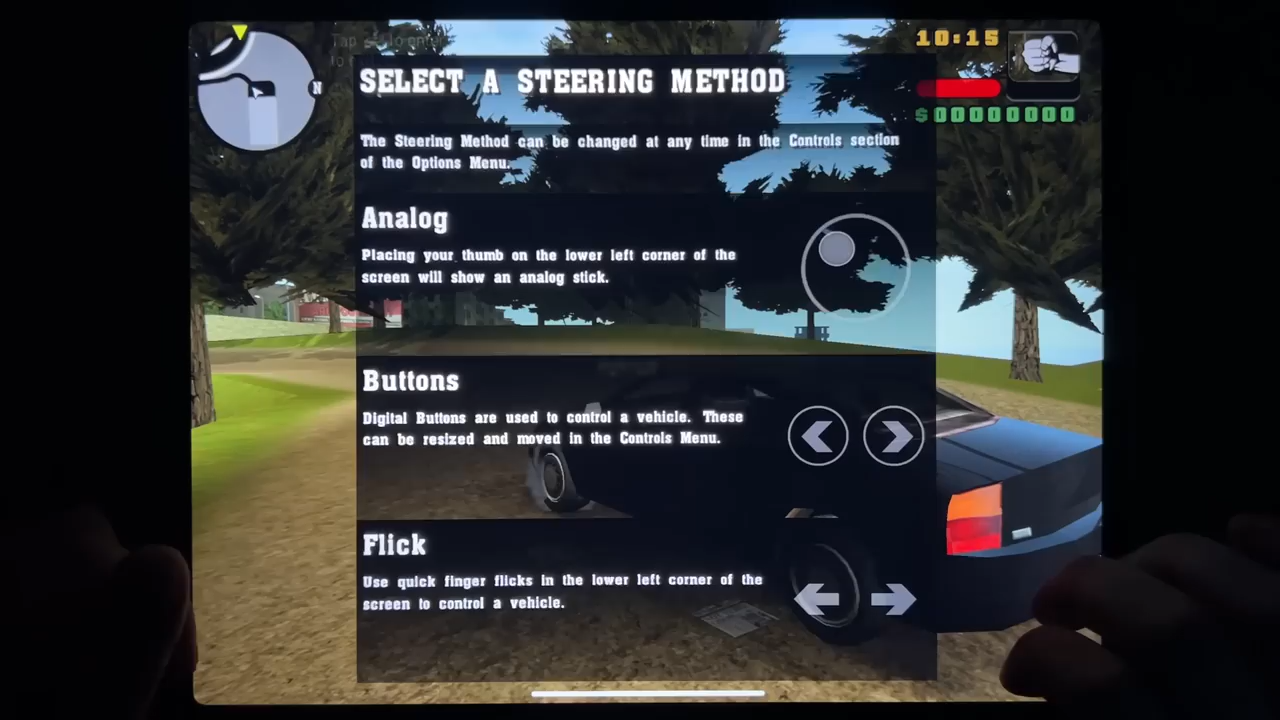 10:15
N
$00000000
SELECT A STEERING METHOD
The Steering Method can be changed at any time in the Controls section
of the Options Menu.
Analog
Placing your thumb on the lower left corner of the
screen will show an analog stick.
Buttons
Digital Buttons are used to control a vehicle. These
can be resized and moved in the Controls Menu.
Flick
Use quick finger flicks in the lower left corner of the
screen to control a vehicle.